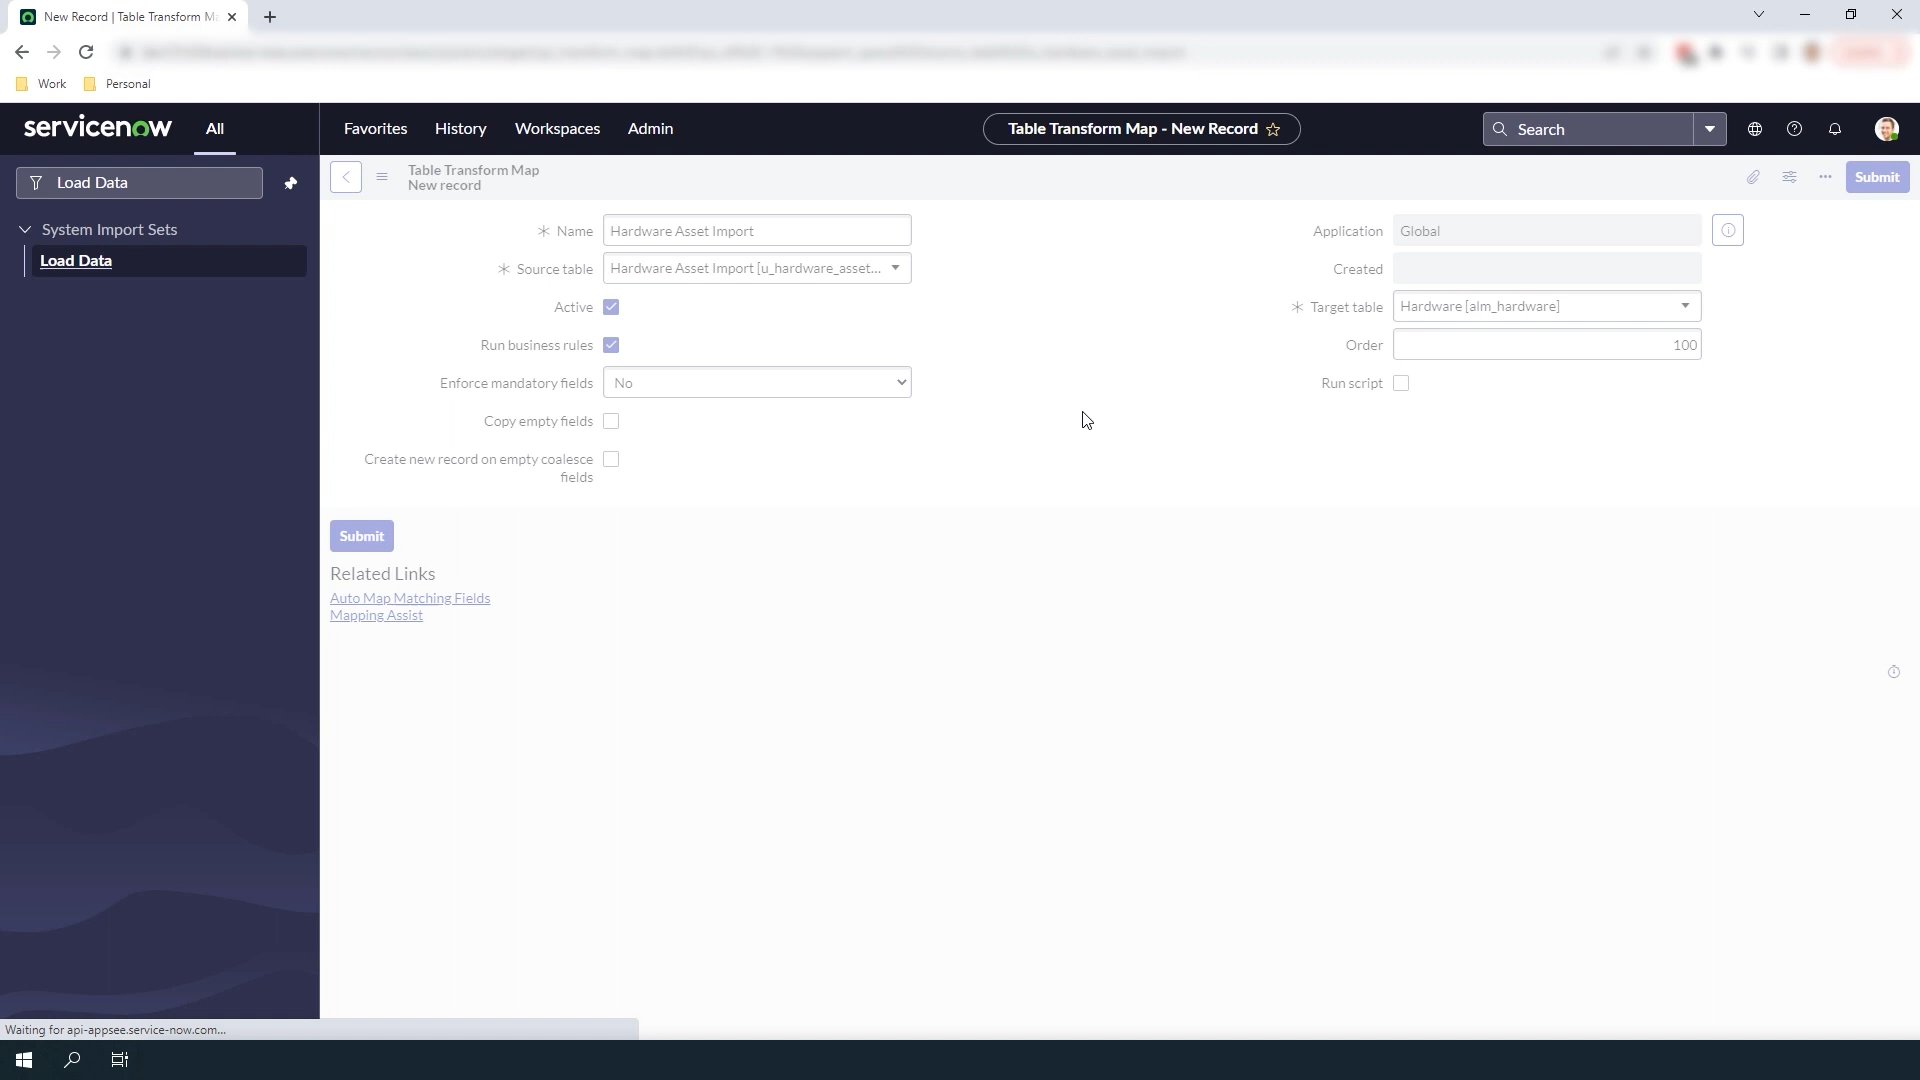 New Record | Table Transform Ma
Work
Personal
servicenow
All
Favorites
History
Workspaces
Admin
Table Transform Map - New Record
Search
Load Data
System Import Sets
Load Data
Table Transform Map
New record
Submit
Name
Hardware Asset Import
Application
Global
Source table
Hardware Asset Import [u_hardware_asset...
Created
Active
Target table
Hardware [alm_hardware]
Run business rules
Order
100
Enforce mandatory fields
No
Run script
Copy empty fields
Create new record on empty coalesce
fields
Submit
Related Links
Auto Map Matching Fields
Mapping Assist
Waiting for api-appsee.service-now.com...